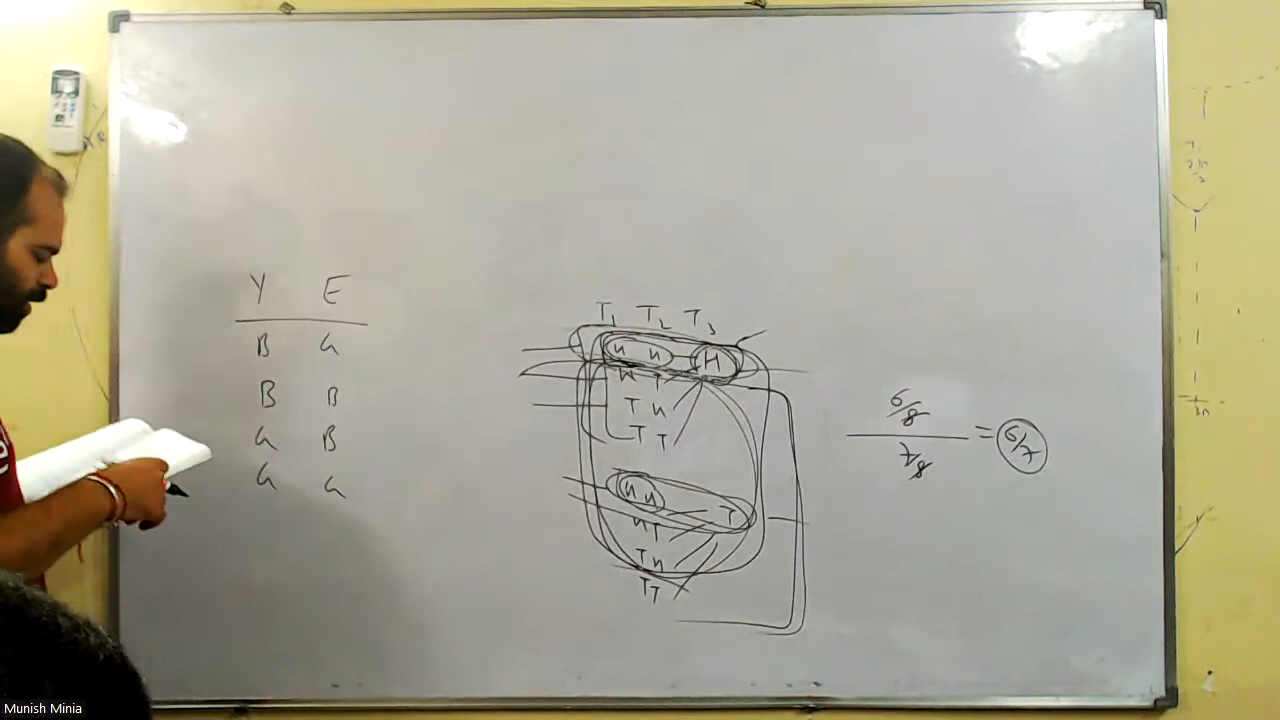 Y E
B G
B B
G B
G G
T1 T2 T3
H H H
H T
T H
T T
H H
H T T
T H
T T
6/8
7/8
= 6/7
Munish Minia